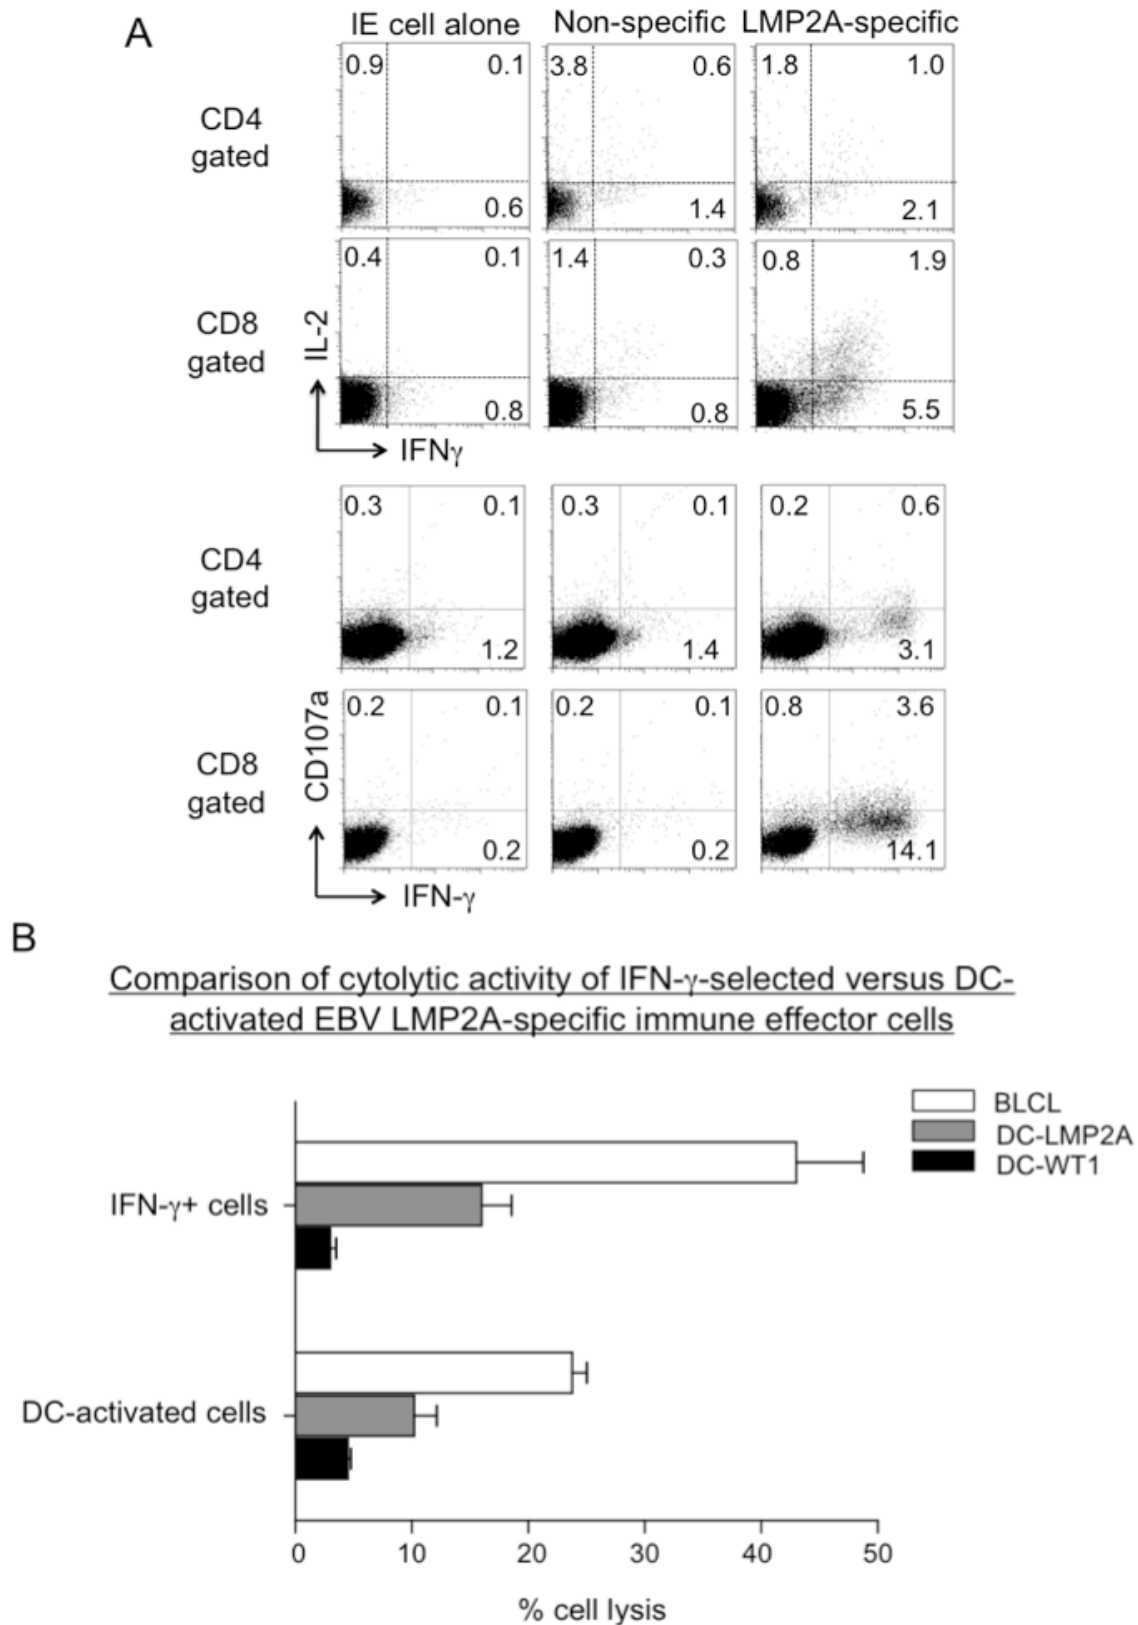 A
IE cell alone Non-specific LMP2A-specific
CD4
gated
0.9 0.1 3.8 0.6 1.8 1.0
0.6 1.4 2.1
CD8
gated
0.4 0.1 1.4 0.3 0.8 1.9
0.8 0.8 5.5
IL-2
IFNγ
CD4
gated
0.3 0.1 0.3 0.1 0.2 0.6
1.2 1.4 3.1
CD8
gated
0.2 0.1 0.2 0.1 0.8 3.6
0.2 0.2 14.1
CD107a
IFN-γ
B
Comparison of cytolytic activity of IFN-γ-selected versus DC-
activated EBV LMP2A-specific immune effector cells
BLCL
DC-LMP2A
DC-WT1
IFN-γ+ cells
DC-activated cells
0 10 20 30 40 50
% cell lysis